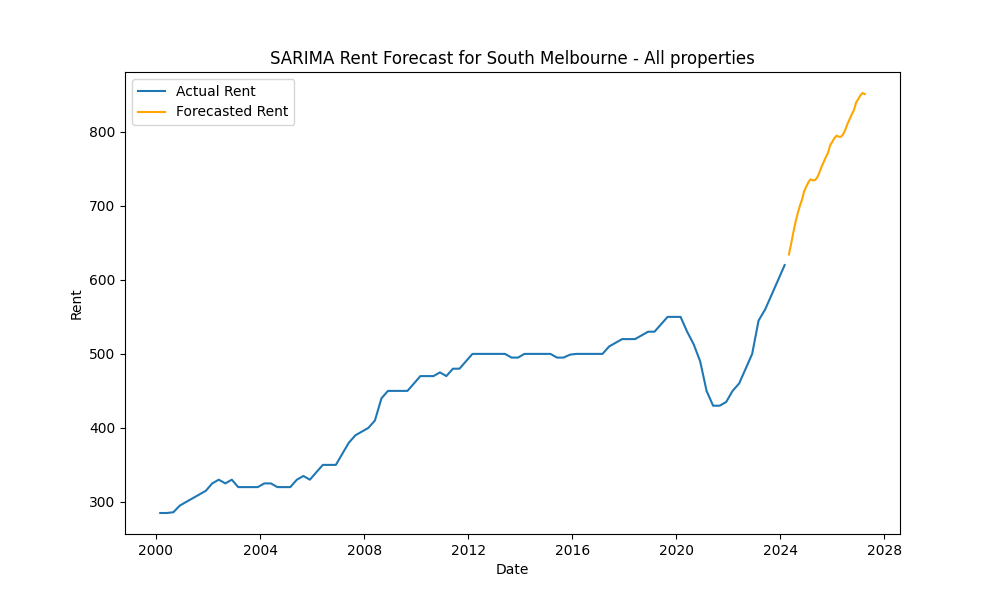 SARIMA Rent Forecast for South Melbourne - All properties
Actual Rent
Forecasted Rent
800
700
600
500
400
300
Rent
2000 2004 2008 2012 2016 2020 2024 2028
Date